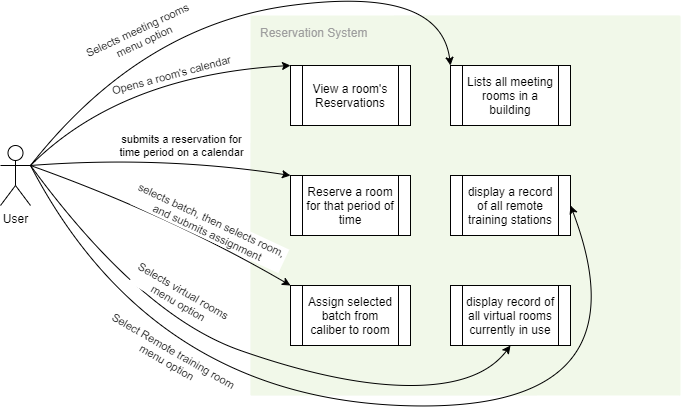 Reservation System
Selects meeting rooms
menu option
Opens a room's calendar
View a room's
Reservations
Lists all meeting
rooms in a
building
submits a reservation for
time period on a calendar
User
Reserve a room
for that period of
time
display a record
of all remote
training stations
selects batch, then selects room,
and submits assignment
Selects virtual rooms
menu option
Assign selected
batch from
caliber to room
display record of
all virtual rooms
currently in use
Select Remote training room
menu option